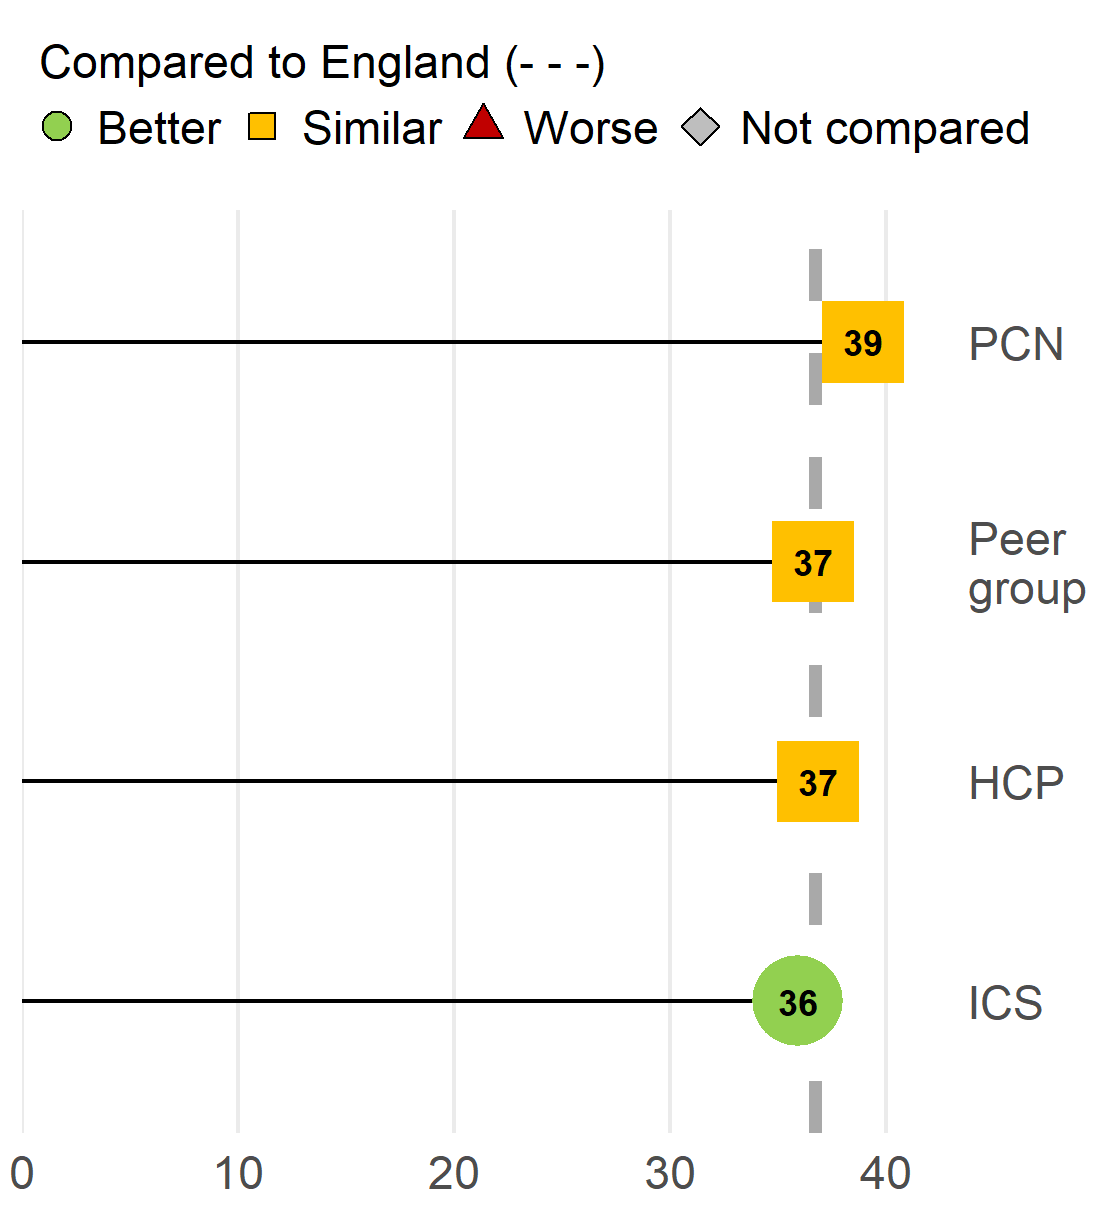 Compared to England (- - -)
Better Similar Worse Not compared
39 PCN
37 Peer
group
37 HCP
36 ICS
0 10 20 30 40